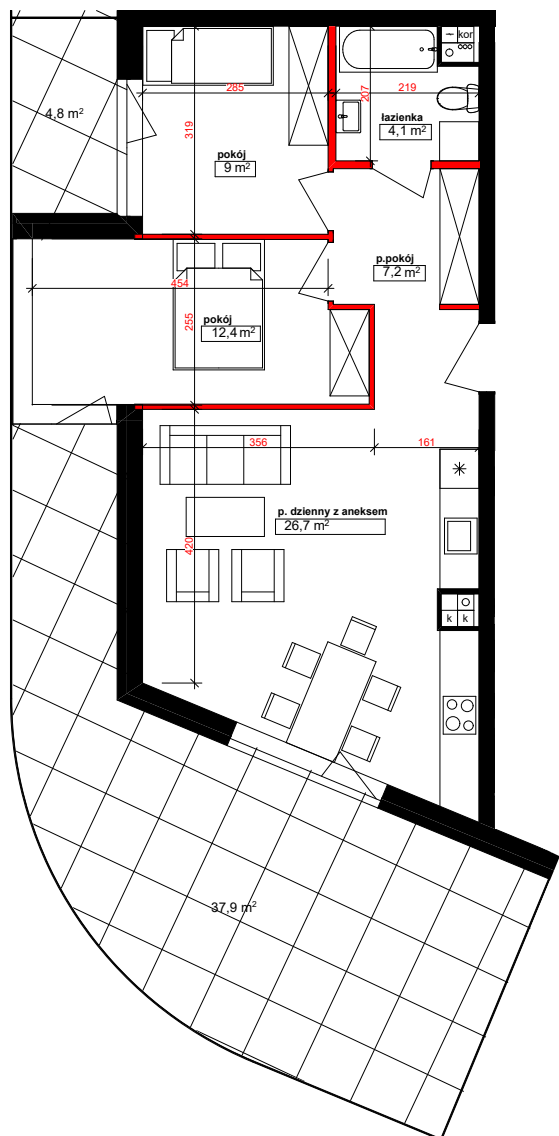 ~ kor
285
219
207
4,8 m²
łazienka
4,1 m²
319
pokój
9 m²
p.pokój
7,2 m²
454
255
pokój
12,4 m²
356
161
p. dzienny z aneksem
26,7 m²
420
k k
37,9 m²